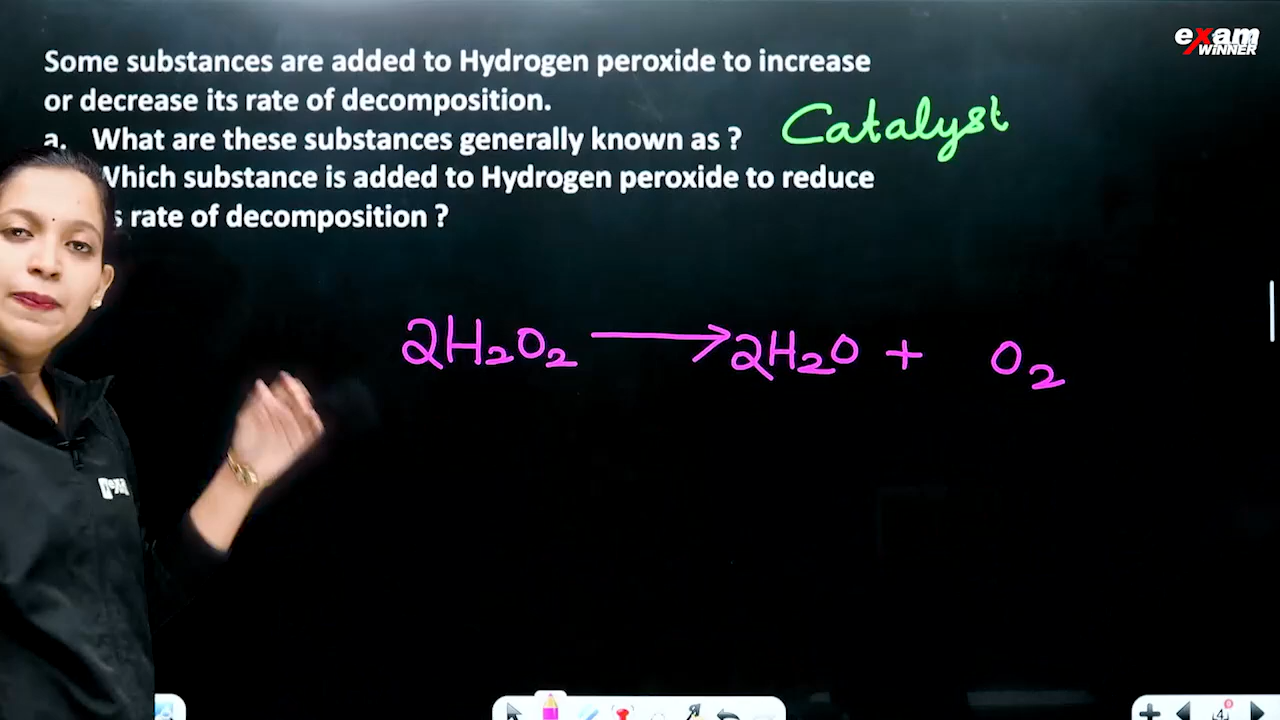 exam
WiNNER
Some substances are added to Hydrogen peroxide to increase
or decrease its rate of decomposition.
a. What are these substances generally known as ? Catalyst
Which substance is added to Hydrogen peroxide to reduce
rate of decomposition ?
2H₂O₂ ⟶ 2H₂O + O₂